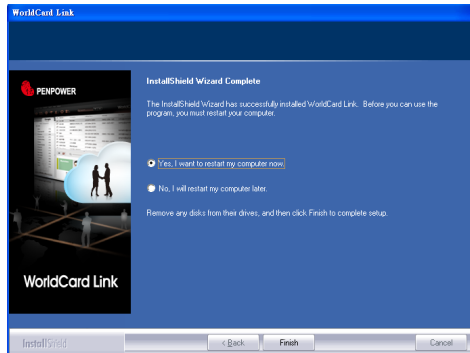 WorldCard Link
PENPOWER
WorldCard Link
InstallShield Wizard Complete
The InstallShield Wizard has successfully installed WorldCard Link. Before you can use the
program, you must restart your computer.
Yes, I want to restart my computer now.
No, I will restart my computer later.
Remove any disks from their drives, and then click Finish to complete setup.
InstallShield
< Back
Finish
Cancel